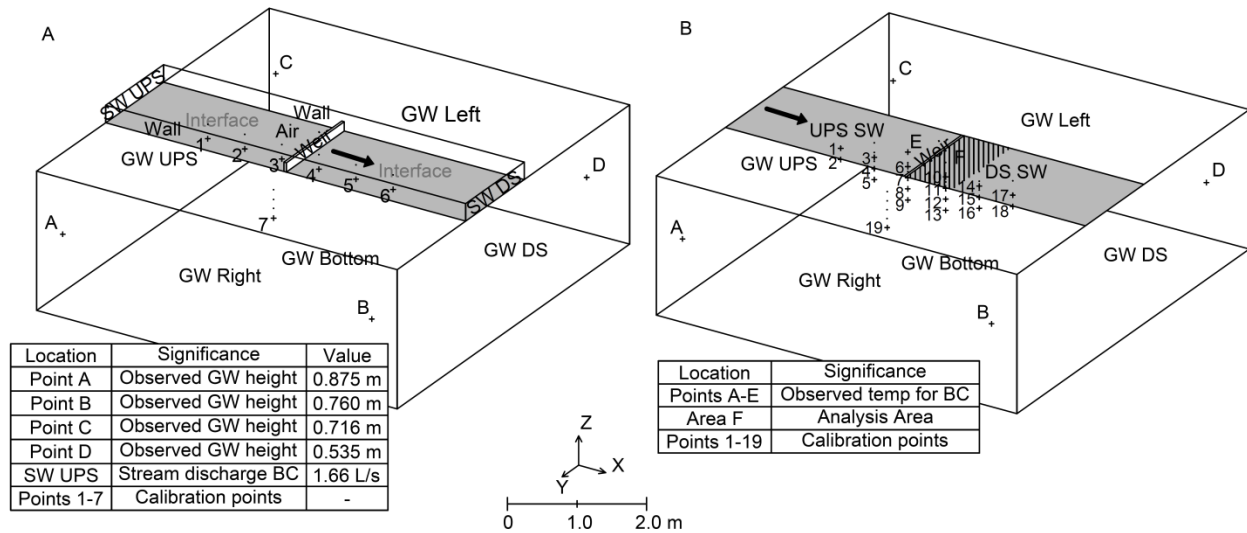 A
C
SW UPS
Wall
GW Left
Interface
Air
Wall
Weir
1
2
3
GW UPS
4
Interface
5
6
D
SW DS
7
A
GW Bottom
GW DS
GW Right
B
Location Significance Value
Point A Observed GW height 0.875 m
Point B Observed GW height 0.760 m
Point C Observed GW height 0.716 m
Point D Observed GW height 0.535 m
SW UPS Stream discharge BC 1.66 L/s
Points 1-7 Calibration points -
B
C
GW Left
UPS SW
E
Weir
F
1
2
3
4
5
6
7
8
9
10
11
12
13
14
15
16
17
18
19
GW UPS
DS SW
D
A
GW Bottom
GW DS
GW Right
B
Location Significance
Points A-E Observed temp for BC
Area F Analysis Area
Points 1-19 Calibration points
Z
X
Y
0 1.0 2.0 m